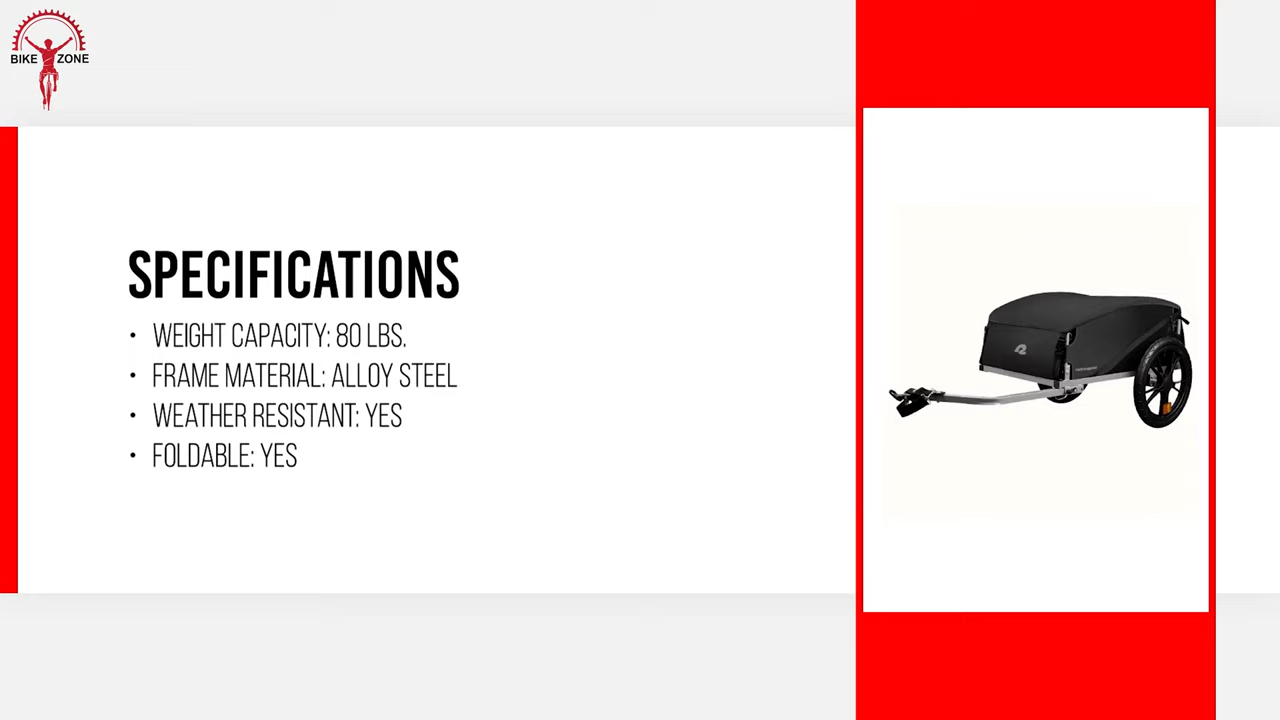 BIKE ZONE
SPECIFICATIONS
• WEIGHT CAPACITY: 80 LBS.
• FRAME MATERIAL: ALLOY STEEL
• WEATHER RESISTANT: YES
• FOLDABLE: YES